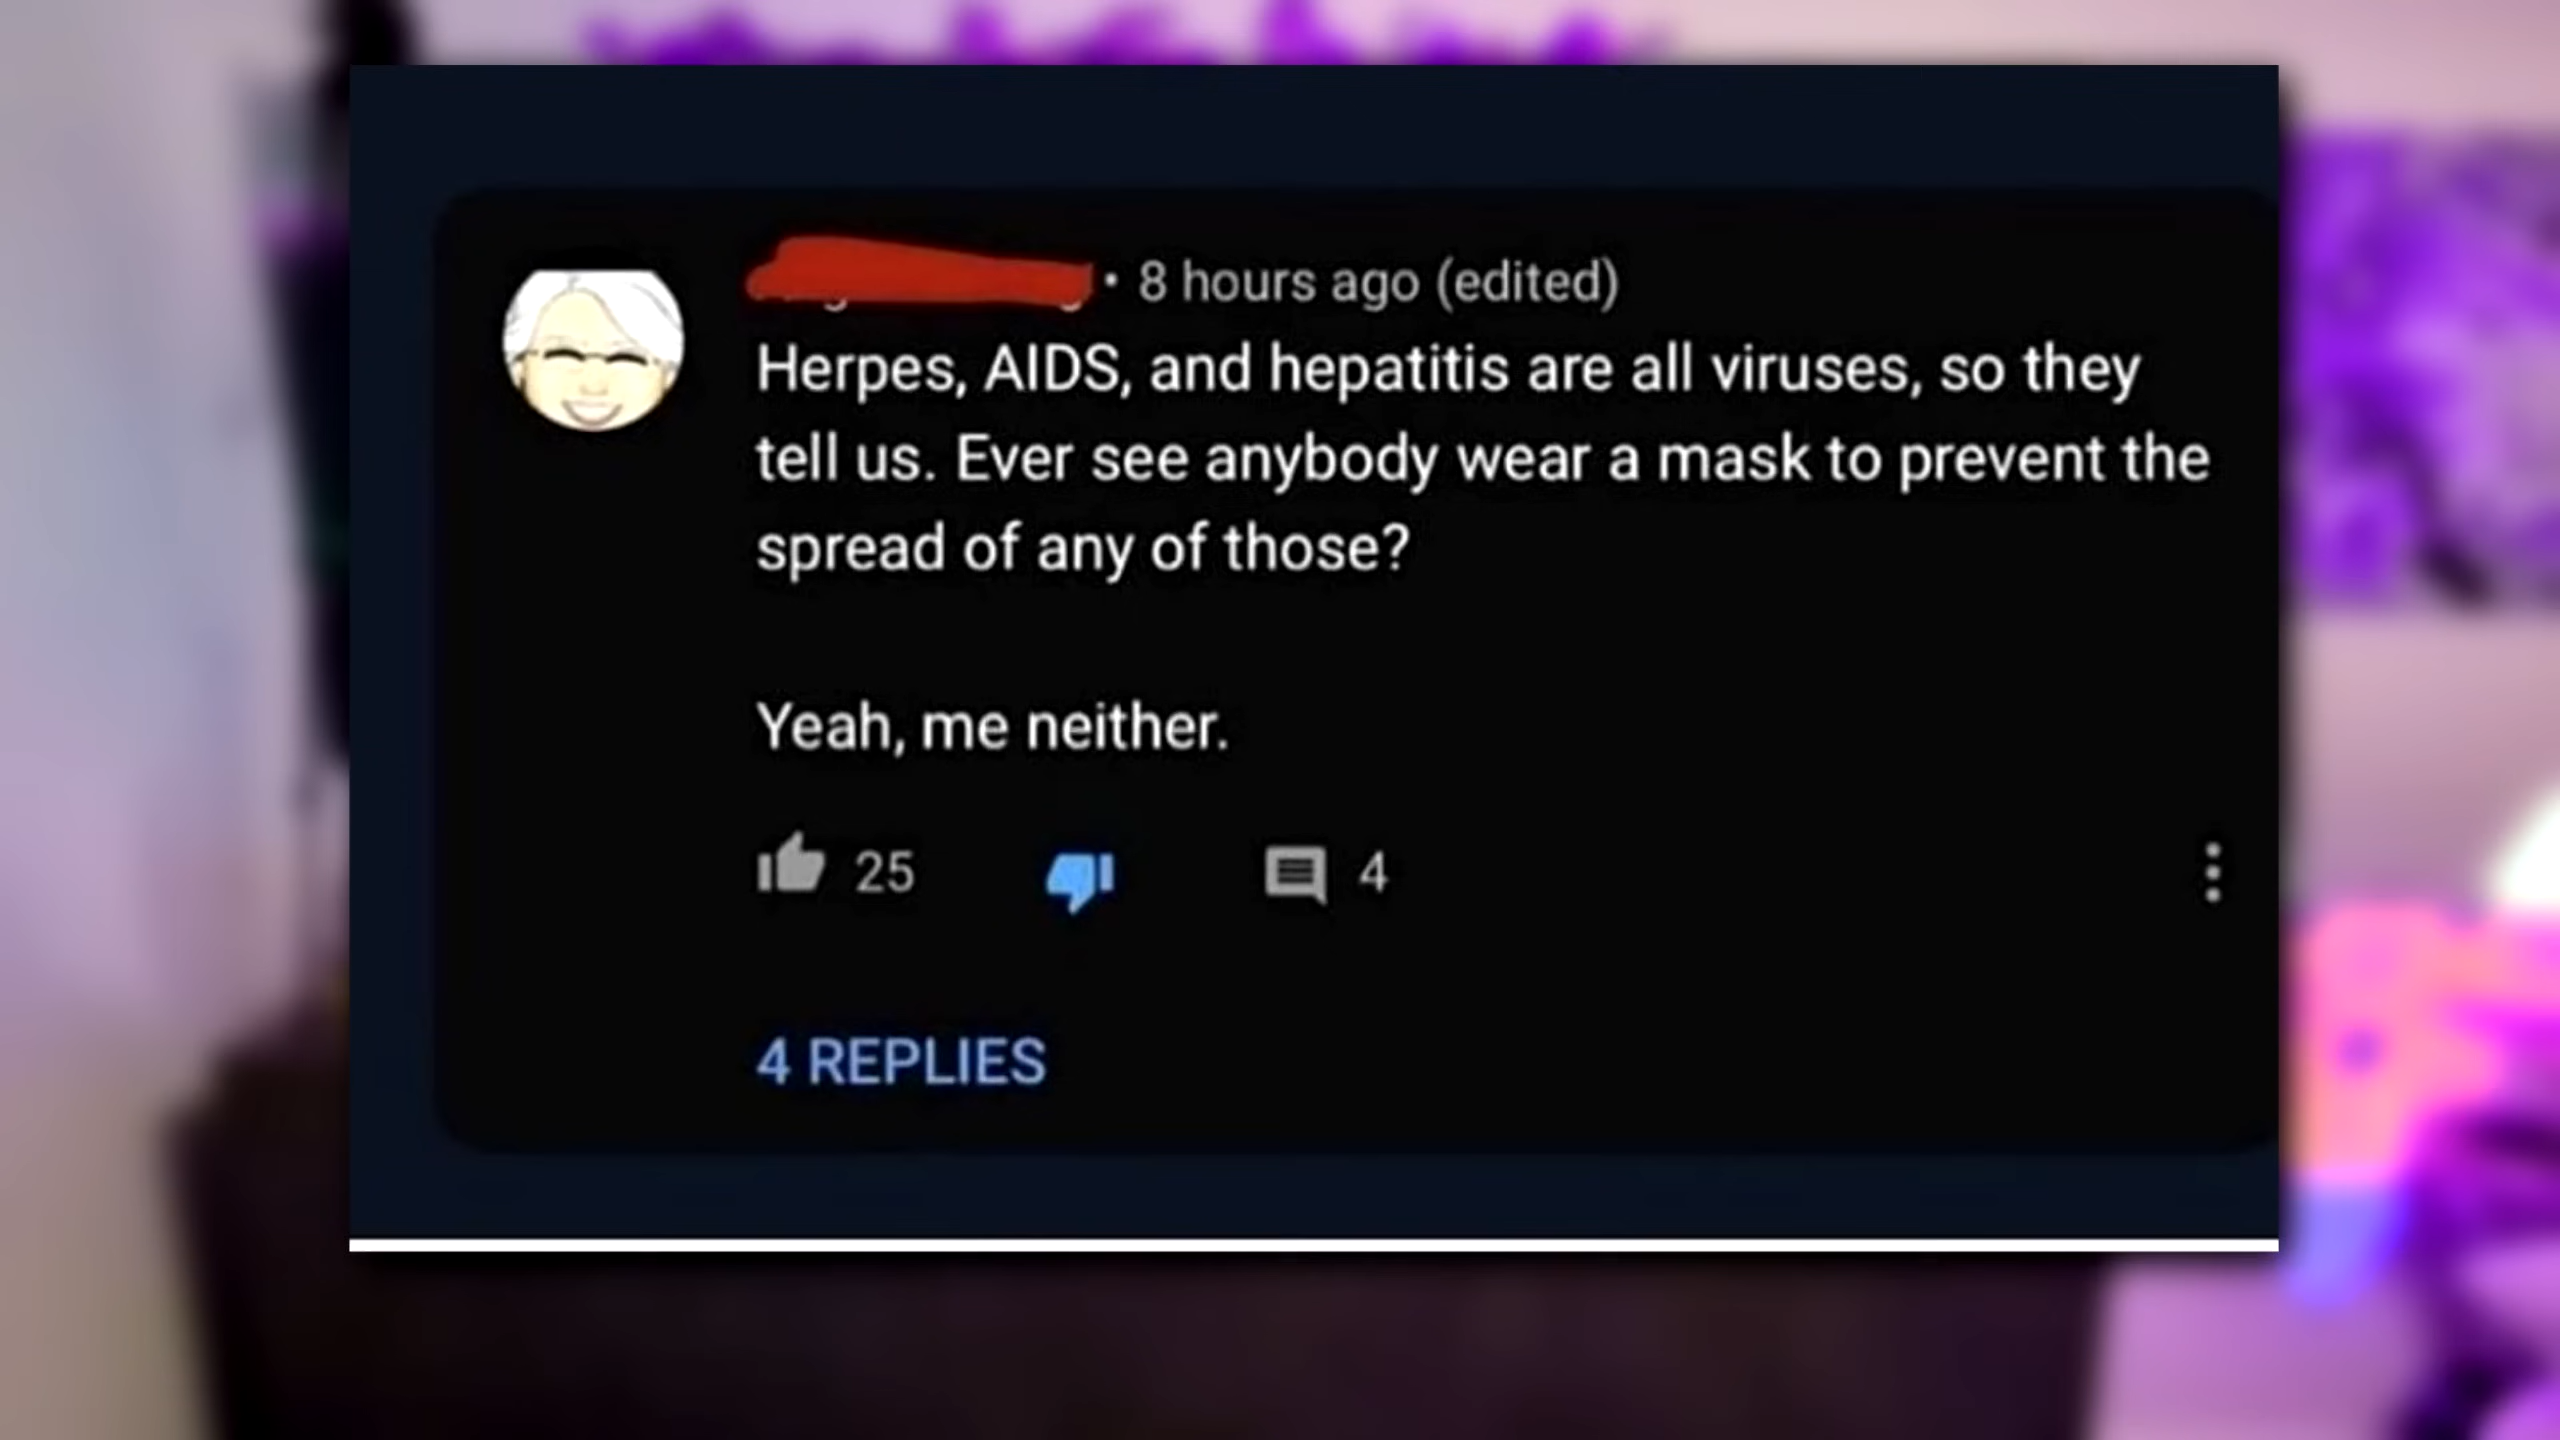 • 8 hours ago (edited)
Herpes, AIDS, and hepatitis are all viruses, so they
tell us. Ever see anybody wear a mask to prevent the
spread of any of those?
Yeah, me neither.
25 4
4 REPLIES